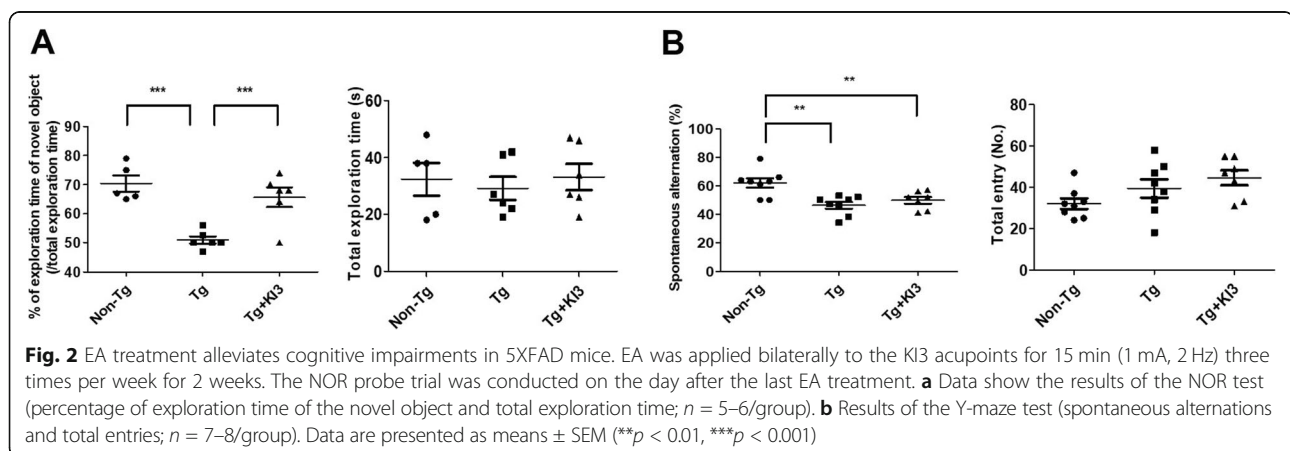 A
% of exploration time of novel object
(/total exploration time)
90
80
70
60
50
40
***
***
Non-Tg
Tg
Tg+KI3
Total exploration time (s)
60
40
20
0
Non-Tg
Tg
Tg+KI3
B
Spontaneous alternation (%)
100
80
60
40
20
0
**
**
Non-Tg
Tg
Tg+KI3
Total entry (No.)
80
60
40
20
0
Non-Tg
Tg
Tg+KI3
Fig. 2 EA treatment alleviates cognitive impairments in 5XFAD mice. EA was applied bilaterally to the KI3 acupoints for 15 min (1 mA, 2 Hz) three
times per week for 2 weeks. The NOR probe trial was conducted on the day after the last EA treatment. a Data show the results of the NOR test
(percentage of exploration time of the novel object and total exploration time; n = 5–6/group). b Results of the Y-maze test (spontaneous alternations
and total entries; n = 7–8/group). Data are presented as means ± SEM (**p < 0.01, ***p < 0.001)